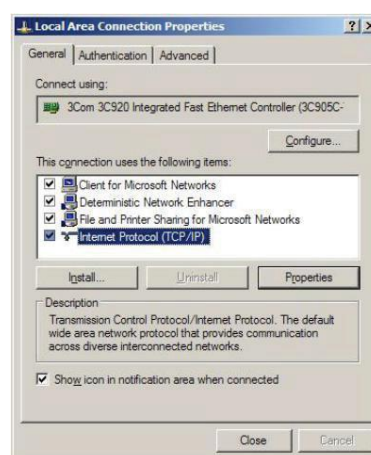 Local Area Connection Properties
General Authentication Advanced
Connect using:
3Com 3C920 Integrated Fast Ethernet Controller (3C905C-
Configure...
This connection uses the following items:
Client for Microsoft Networks
Deterministic Network Enhancer
File and Printer Sharing for Microsoft Networks
Internet Protocol (TCP/IP)
Install... Uninstall Properties
Description
Transmission Control Protocol/Internet Protocol. The default
wide area network protocol that provides communication
across diverse interconnected networks.
Show icon in notification area when connected
Close Cancel